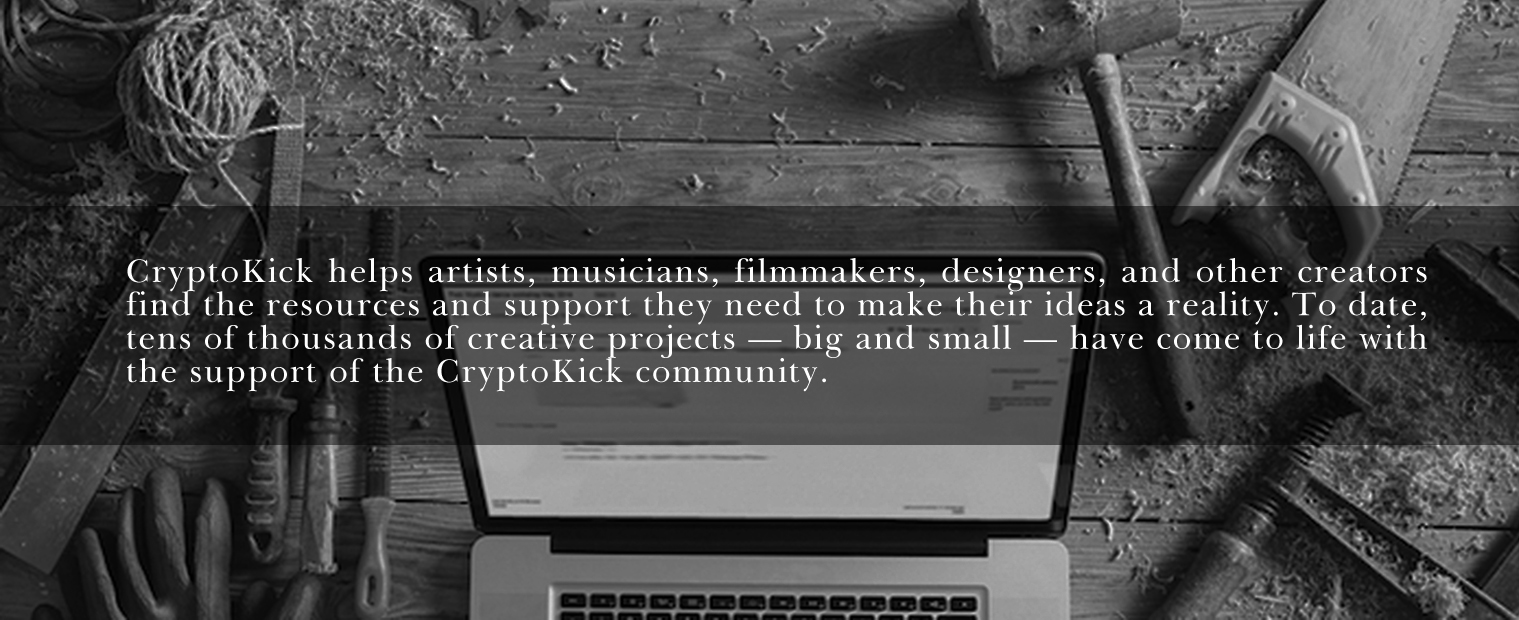 CryptoKick helps artists, musicians, filmmakers, designers, and other creators
find the resources and support they need to make their ideas a reality. To date,
tens of thousands of creative projects — big and small — have come to life with
the support of the CryptoKick community.